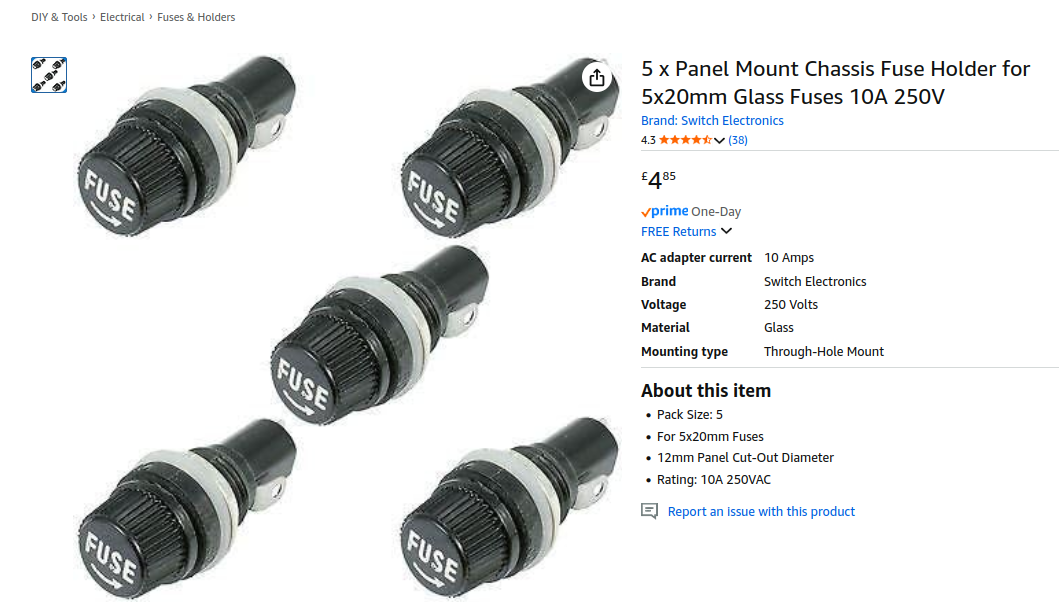 DIY & Tools › Electrical › Fuses & Holders
5 x Panel Mount Chassis Fuse Holder for
5x20mm Glass Fuses 10A 250V
Brand: Switch Electronics
4.3 (38)
£485
prime One-Day
FREE Returns
AC adapter current 10 Amps
Brand Switch Electronics
Voltage 250 Volts
Material Glass
Mounting type Through-Hole Mount
About this item
• Pack Size: 5
• For 5x20mm Fuses
• 12mm Panel Cut-Out Diameter
• Rating: 10A 250VAC
Report an issue with this product
FUSE
FUSE
FUSE
FUSE
FUSE